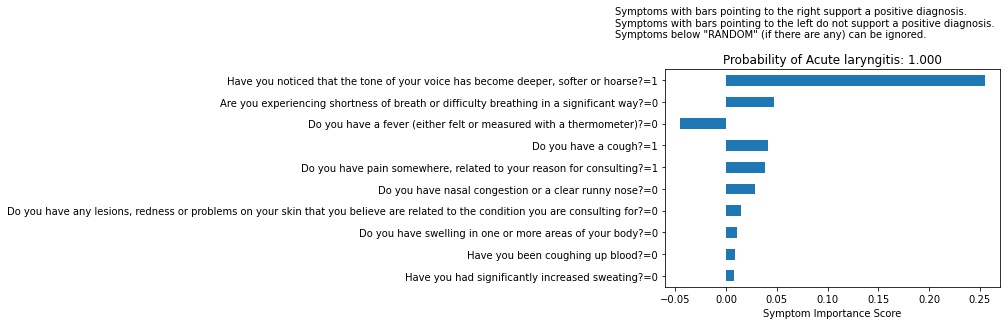 Symptoms with bars pointing to the right support a positive diagnosis.
Symptoms with bars pointing to the left do not support a positive diagnosis.
Symptoms below "RANDOM" (if there are any) can be ignored.
Probability of Acute laryngitis: 1.000
Have you noticed that the tone of your voice has become deeper, softer or hoarse?=1
Are you experiencing shortness of breath or difficulty breathing in a significant way?=0
Do you have a fever (either felt or measured with a thermometer)?=0
Do you have a cough?=1
Do you have pain somewhere, related to your reason for consulting?=1
Do you have nasal congestion or a clear runny nose?=0
Do you have any lesions, redness or problems on your skin that you believe are related to the condition you are consulting for?=0
Do you have swelling in one or more areas of your body?=0
Have you been coughing up blood?=0
Have you had significantly increased sweating?=0
−0.05 0.00 0.05 0.10 0.15 0.20 0.25
Symptom Importance Score